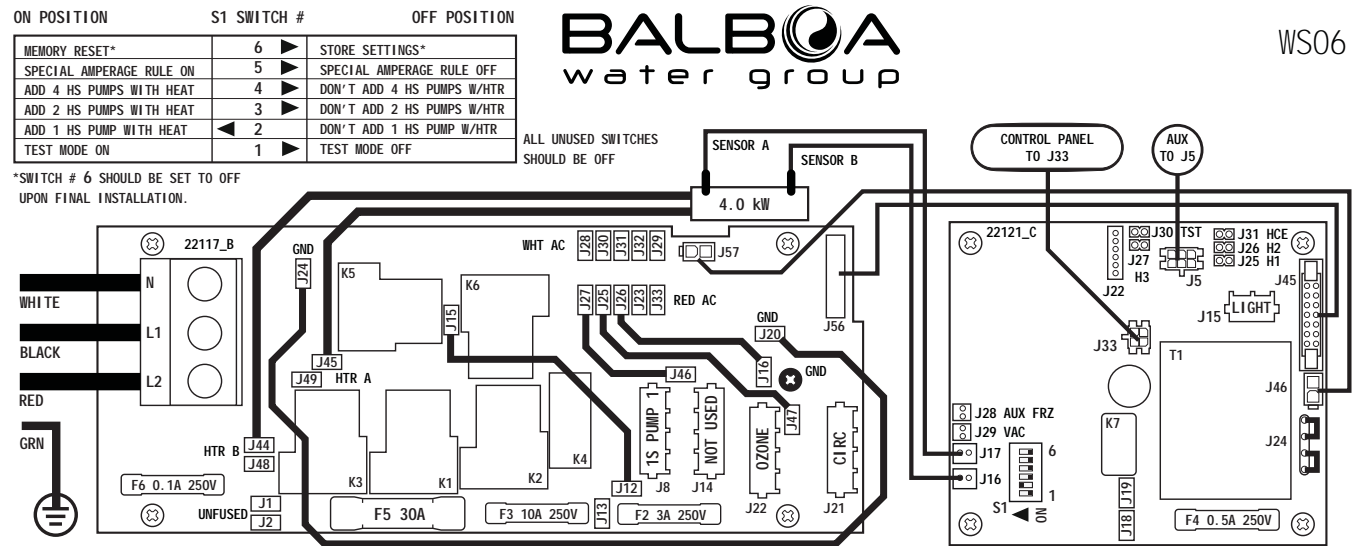 ON POSITION S1 SWITCH # OFF POSITION
MEMORY RESET* 6 STORE SETTINGS*
SPECIAL AMPERAGE RULE ON 5 SPECIAL AMPERAGE RULE OFF
ADD 4 HS PUMPS WITH HEAT 4 DON'T ADD 4 HS PUMPS W/HTR
ADD 2 HS PUMPS WITH HEAT 3 DON'T ADD 2 HS PUMPS W/HTR
ADD 1 HS PUMP WITH HEAT 2 DON'T ADD 1 HS PUMP W/HTR
TEST MODE ON 1 TEST MODE OFF
*SWITCH # 6 SHOULD BE SET TO OFF
UPON FINAL INSTALLATION.
ALL UNUSED SWITCHES
SHOULD BE OFF
BALBOA
water group
WS06
SENSOR A
SENSOR B
4.0 kW
CONTROL PANEL
TO J33
AUX
TO J5
22117_B
GND
J24
N
WHITE
L1
BLACK
L2
RED
GRN
K5
K6
J15
J45
J49
HTR A
WHT AC
J28
J30
J31
J32
J29
J57
J27
J25
J26
J23
J33
RED AC
GND
J20
J56
J16
GND
J46
J47
HTR B
J44
J48
K3
K1
K2
K4
1S PUMP 1
J8
NOT USED
J14
OZONE
J22
CIRC
J21
J12
J13
F6 0.1A 250V
UNFUSED
J1
J2
F5 30A
F3 10A 250V
F2 3A 250V
22121_C
J22
J30 TST
J27
H3
J5
J31 HCE
J26 H2
J25 H1
J45
J15
LIGHT
J33
T1
J46
J28 AUX FRZ
J29 VAC
J17
J16
6
1
S1
ON
K7
J24
J19
J18
F4 0.5A 250V